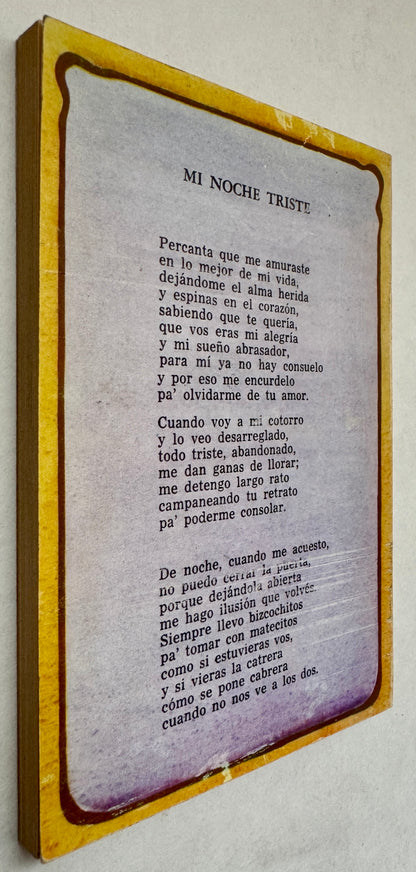 MI NOCHE TRISTE
Percanta que me amuraste
en lo mejor de mi vida,
dejándome el alma herida
y espinas en el corazón,
sabiendo que te quería,
que vos eras mi alegría
y mi sueño abrasador,
para mí ya no hay consuelo
y por eso me encurdelo
pa' olvidarme de tu amor.
Cuando voy a mi cotorro
y lo veo desarreglado,
todo triste, abandonado,
me dan ganas de llorar;
me detengo largo rato
campaneando tu retrato
pa' poderme consolar.
De noche, cuando me acuesto,
no puedo cerrar la puerta,
porque dejándola abierta
me hago ilusión que volvés.
Siempre llevo bizcochitos
pa' tomar con matecitos
como si estuvieras vos,
y si vieras la catrera
cómo se pone cabrera
cuando no nos ve a los dos.